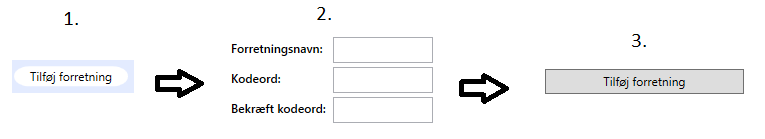 1.
Tilføj forretning
2.
Forretningsnavn:
Kodeord:
Bekræft kodeord:
3.
Tilføj forretning